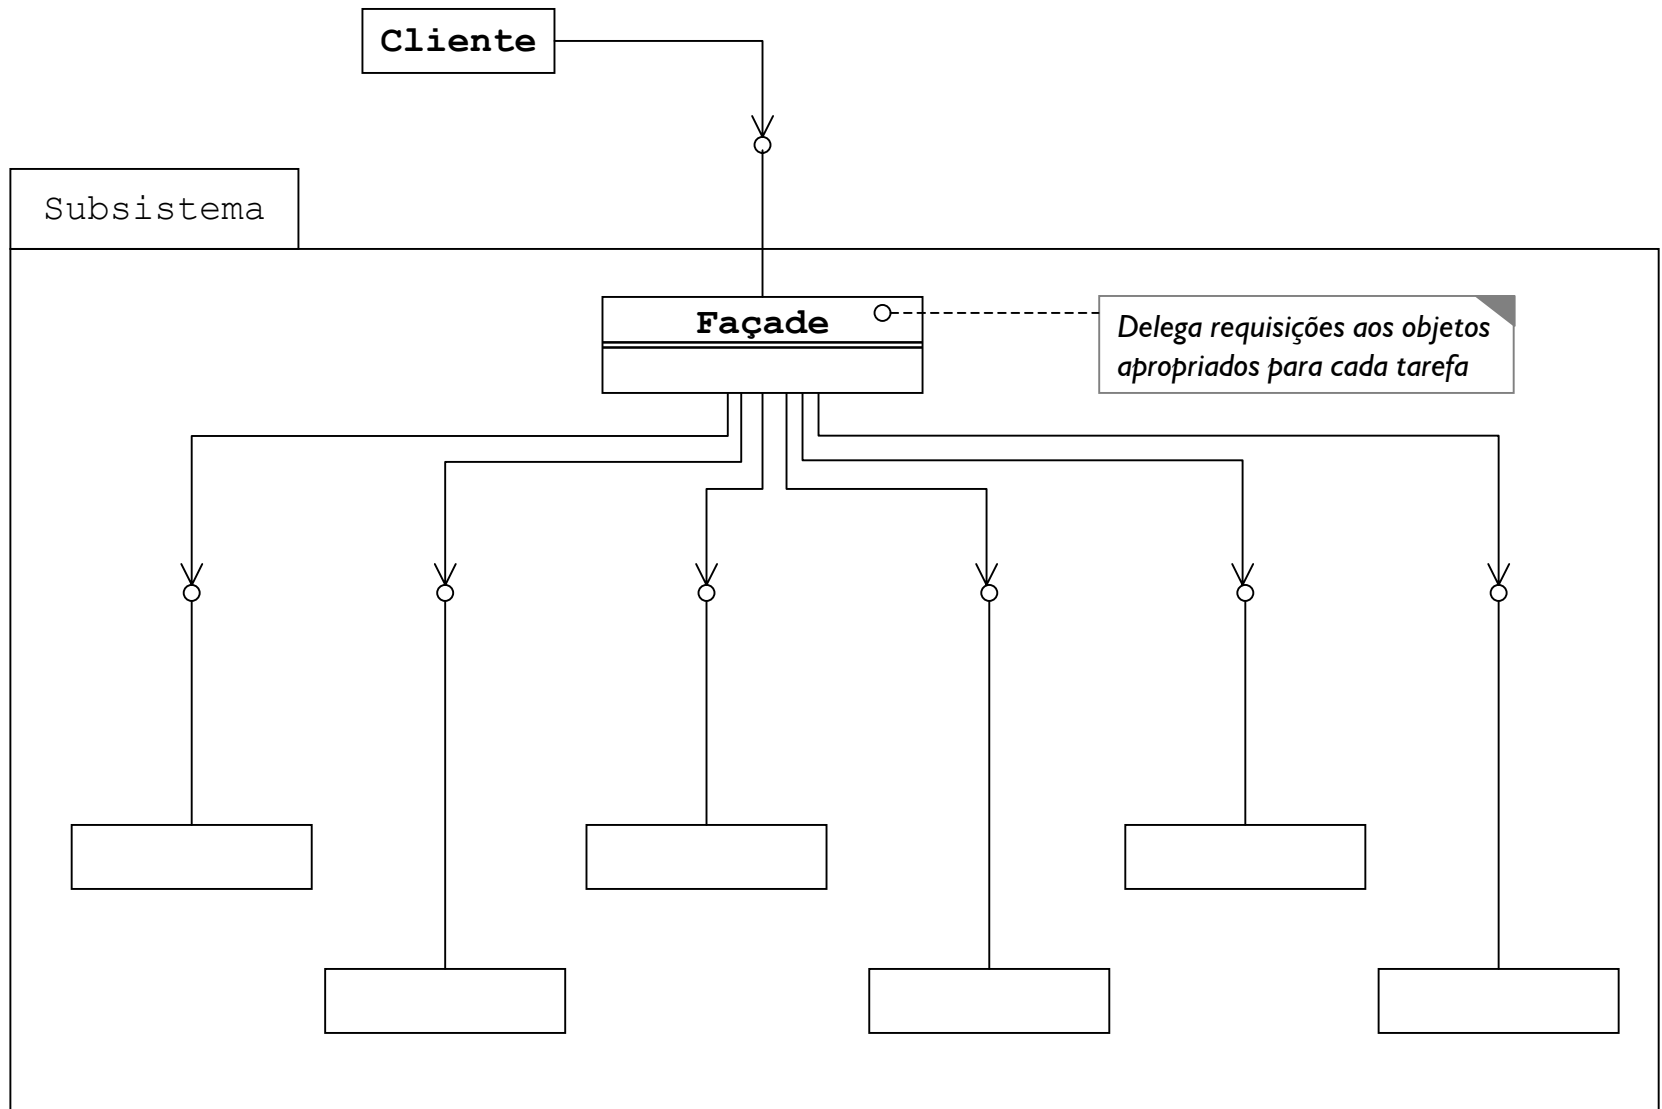 Cliente
Subsistema
Façade
Delega requisições aos objetos
apropriados para cada tarefa